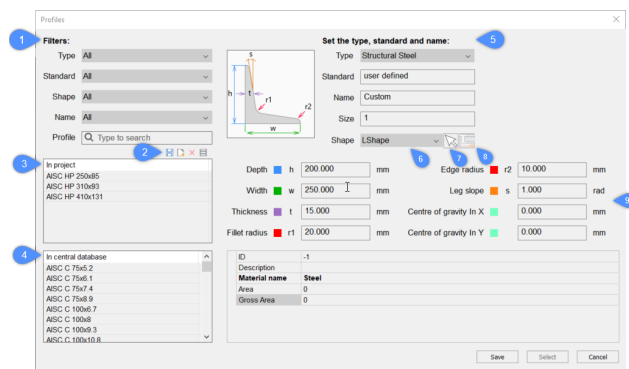 Profiles
1
Filters:
Type All
Standard All
Shape All
Name All
Profile Type to search
2
3
In project
AISC HP 250x85
AISC HP 310x93
AISC HP 410x131
4
In central database
AISC C 75x5.2
AISC C 75x6.1
AISC C 75x7.4
AISC C 75x8.9
AISC C 100x6.7
AISC C 100x8
AISC C 100x9.3
AISC C 100x10.8
s
h
t
r1
r2
w
Set the type, standard and name:
5
Type Structural Steel
Standard user defined
Name Custom
Size 1
Shape LShape
6
7
8
Depth h 200.000 mm
Edge radius r2 10.000 mm
Width w 250.000 mm
Leg slope s 1.000 rad
Thickness t 15.000 mm
Centre of gravity In X 0.000 mm
Fillet radius r1 20.000 mm
Centre of gravity In Y 0.000 mm
9
ID -1
Description
Material name Steel
Area 0
Gross Area 0
Save Select Cancel